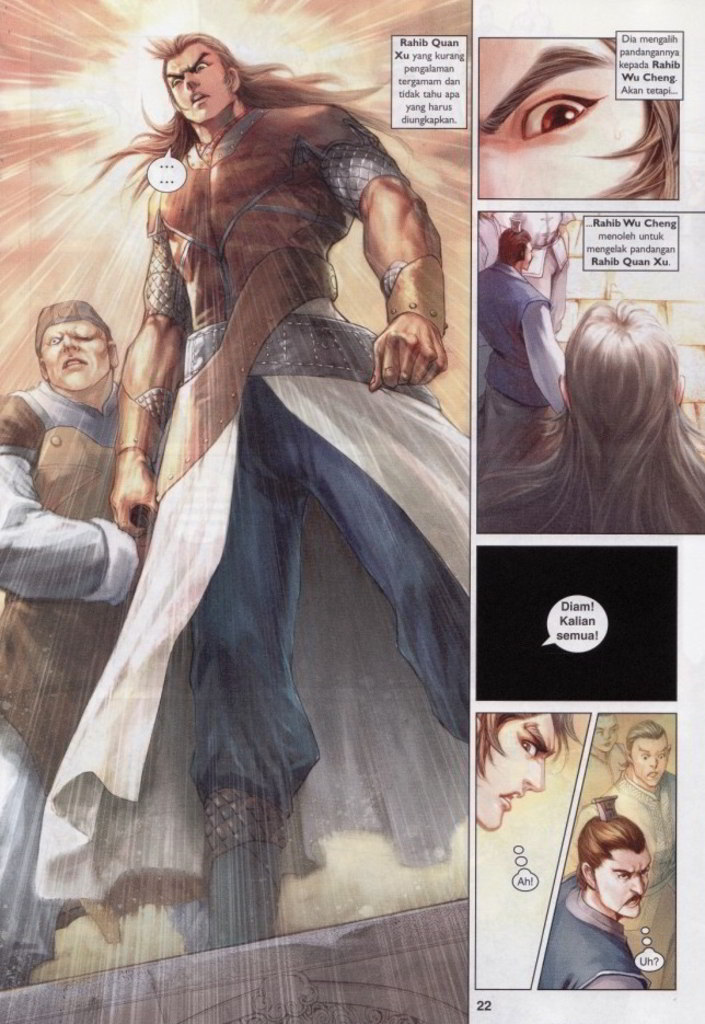 Rahib Quan
Xu yang kurang
pengalaman
tergamam dan
tidak tahu apa
yang harus
diungkapkan.
...
...
Dia mengalih
pandangannya
kepada Rahib
Wu Cheng.
Akan tetapi...
...Rahib Wu Cheng
menoleh untuk
mengelak pandangan
Rahib Quan Xu.
Diam!
Kalian
semua!
Ah!
Uh?
22